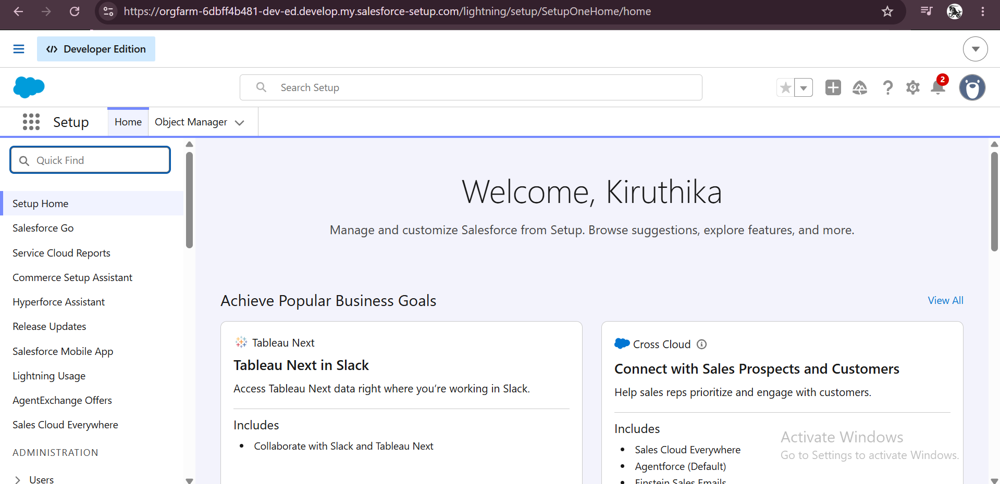 https://orgfarm-6dbff4b481-dev-ed.develop.my.salesforce-setup.com/lightning/setup/SetupOneHome/home
Developer Edition
Search Setup
2
Setup
Home
Object Manager
Quick Find
Setup Home
Salesforce Go
Service Cloud Reports
Commerce Setup Assistant
Hyperforce Assistant
Release Updates
Salesforce Mobile App
Lightning Usage
AgentExchange Offers
Sales Cloud Everywhere
ADMINISTRATION
Users
Welcome, Kiruthika
Manage and customize Salesforce from Setup. Browse suggestions, explore features, and more.
Achieve Popular Business Goals
View All
Tableau Next
Tableau Next in Slack
Access Tableau Next data right where you’re working in Slack.
Includes
• Collaborate with Slack and Tableau Next
Cross Cloud
Connect with Sales Prospects and Customers
Help sales reps prioritize and engage with customers.
Includes
• Sales Cloud Everywhere
• Agentforce (Default)
• Einstein Sales Emails
Activate Windows
Go to Settings to activate Windows.